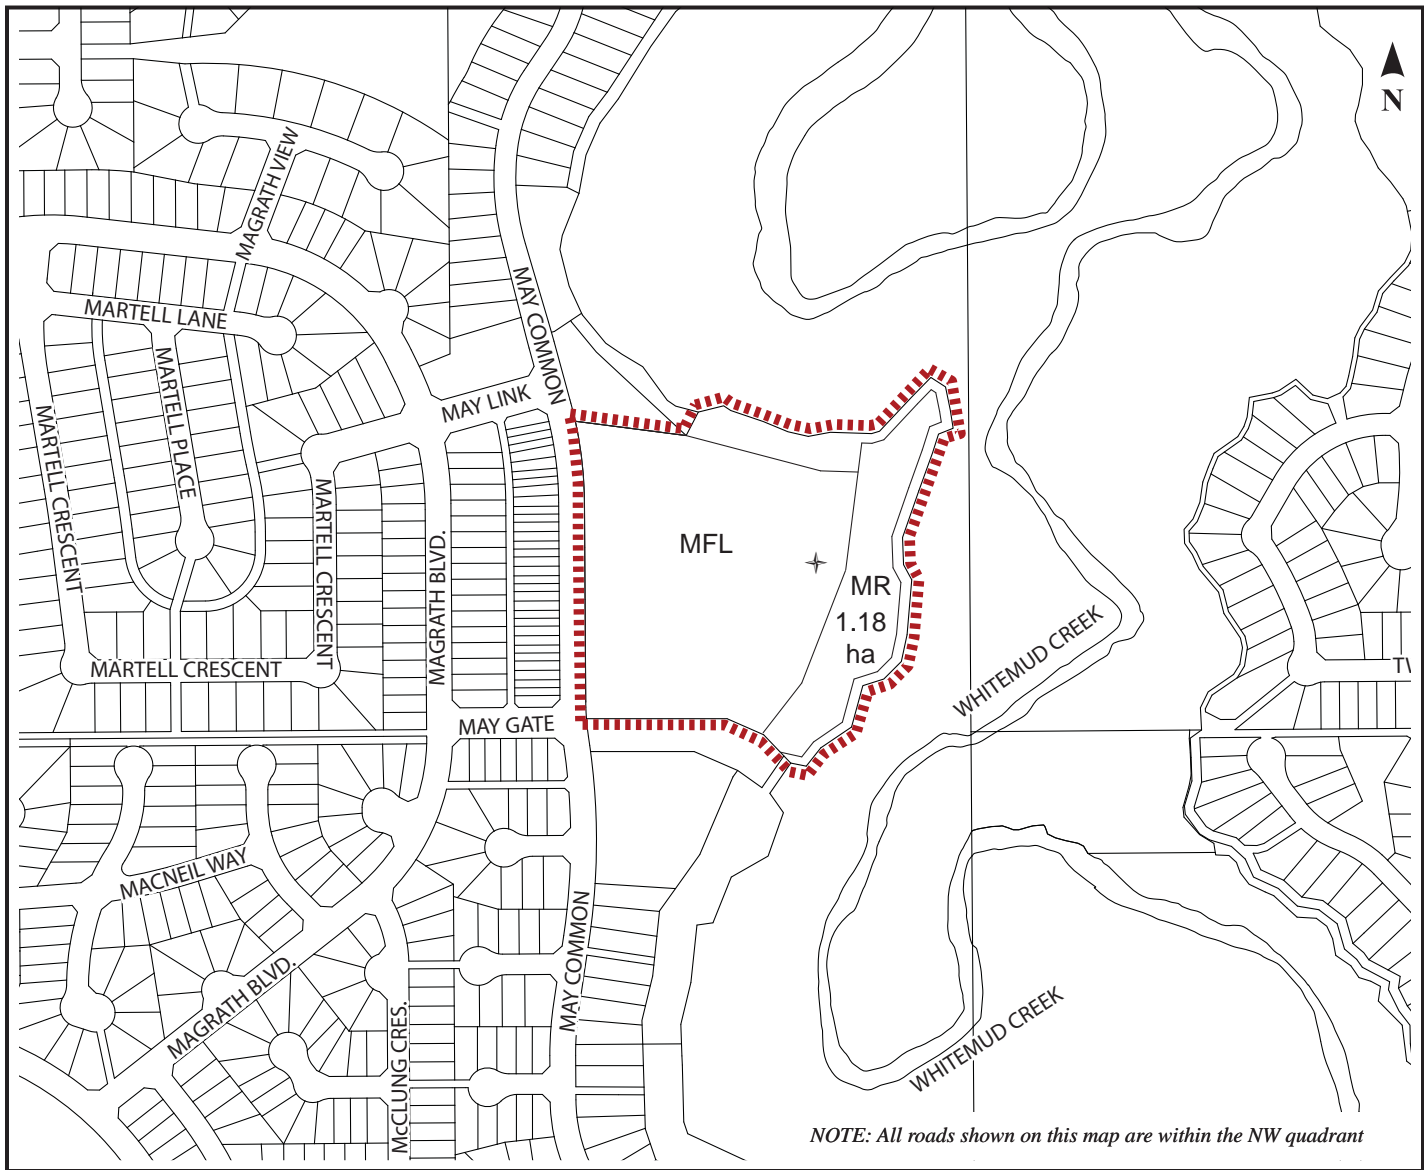 N
MAGRATH VIEW
MAY COMMON
MARTELL LANE
MARTELL PLACE
MAY LINK
MARTELL CRESCENT
MARTELL CRESCENT
MAGRATH BLVD.
MFL
MR
1.18
ha
WHITEMUD CREEK
MARTELL CRESCENT
MAY GATE
MACNEIL WAY
MAGRATH BLVD.
McCLUNG CRES.
MAY COMMON
WHITEMUD CREEK
NOTE: All roads shown on this map are within the NW quadrant